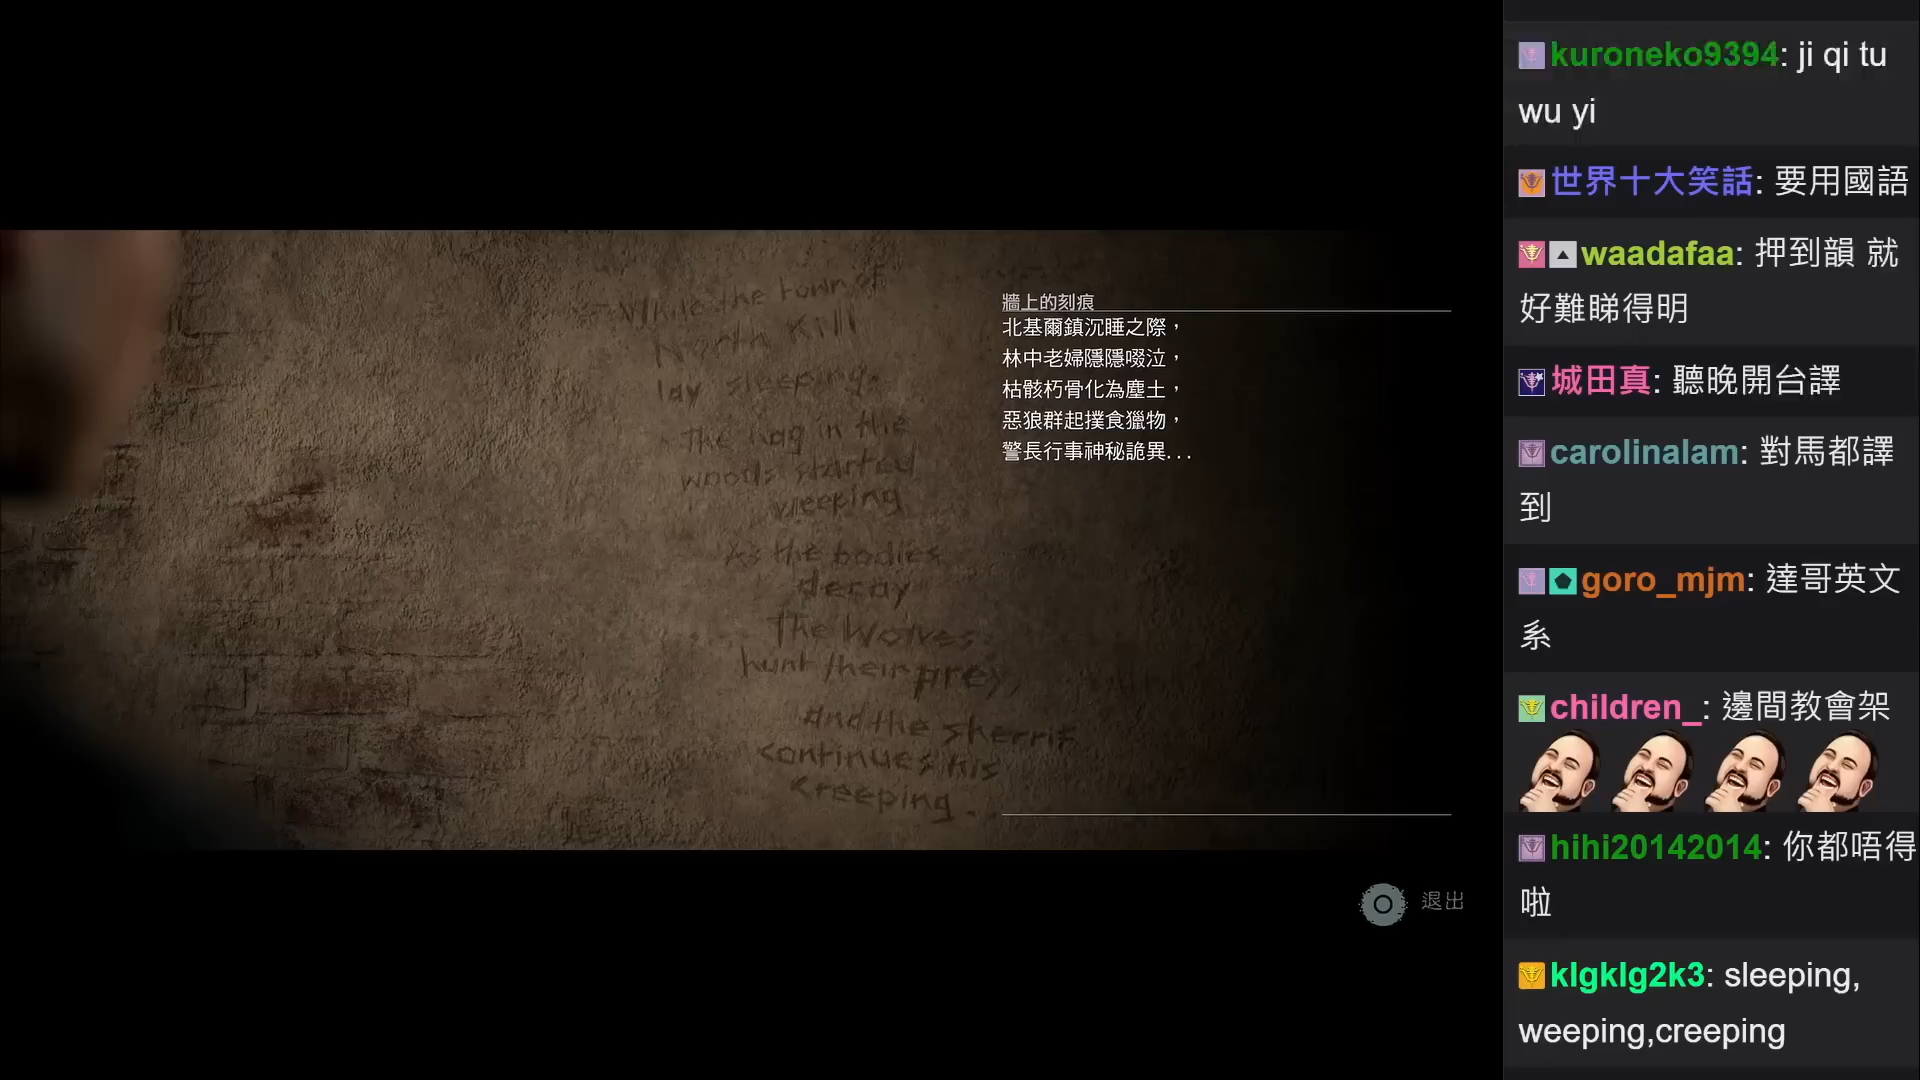 While the town of
North Kill
lay sleeping,
The hag in the
woods started
weeping
As the bodies
decay
The Wolves
hunt their prey,
And the sherrif
continues his
creeping...
牆上的刻痕
北基爾鎮沉睡之際，
林中老婦隱隱啜泣，
枯骸朽骨化為塵土，
惡狼群起撲食獵物，
警長行事神秘詭異...
退出
kuroneko9394: ji qi tu
wu yi
世界十大笑話: 要用國語
waadafaa: 押到韻 就
好難睇得明
城田真: 聽晚開台譯
carolinalam: 對馬都譯
到
goro_mjm: 達哥英文
系
children_: 邊間教會架
hihi20142014: 你都唔得
啦
klgklg2k3: sleeping,
weeping,creeping